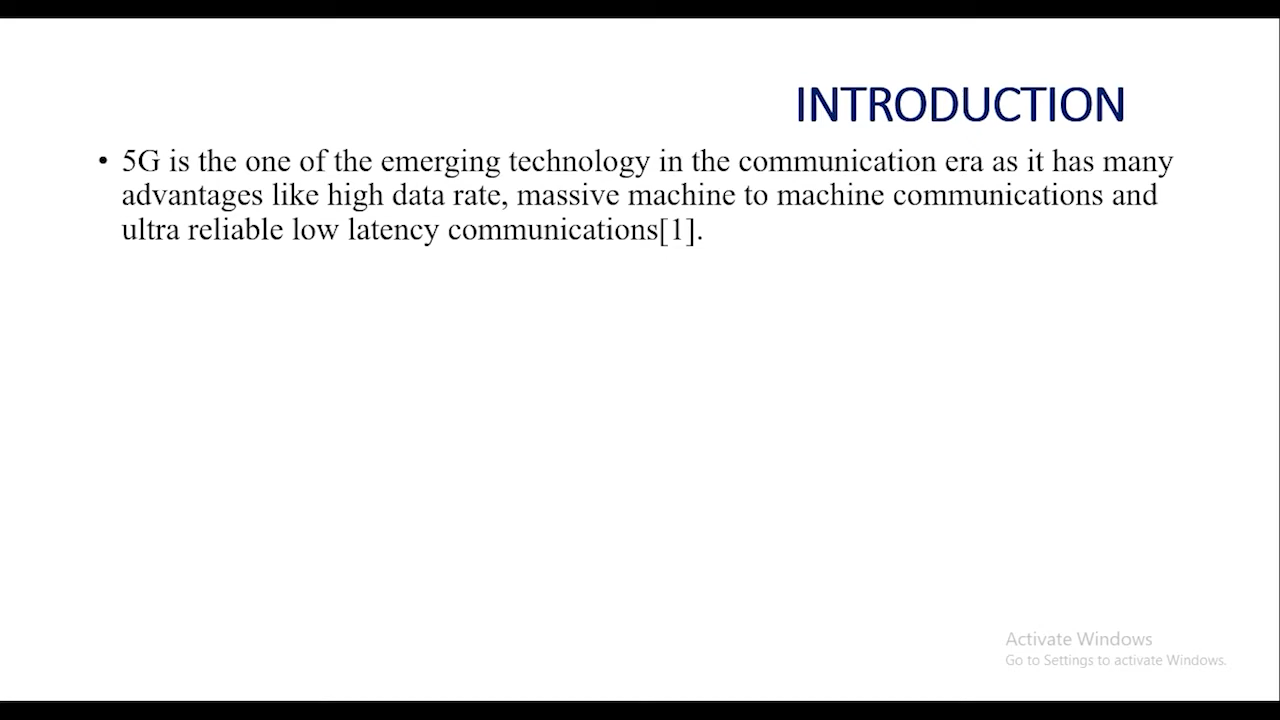 INTRODUCTION
• 5G is the one of the emerging technology in the communication era as it has many
advantages like high data rate, massive machine to machine communications and
ultra reliable low latency communications[1].
Activate Windows
Go to Settings to activate Windows.